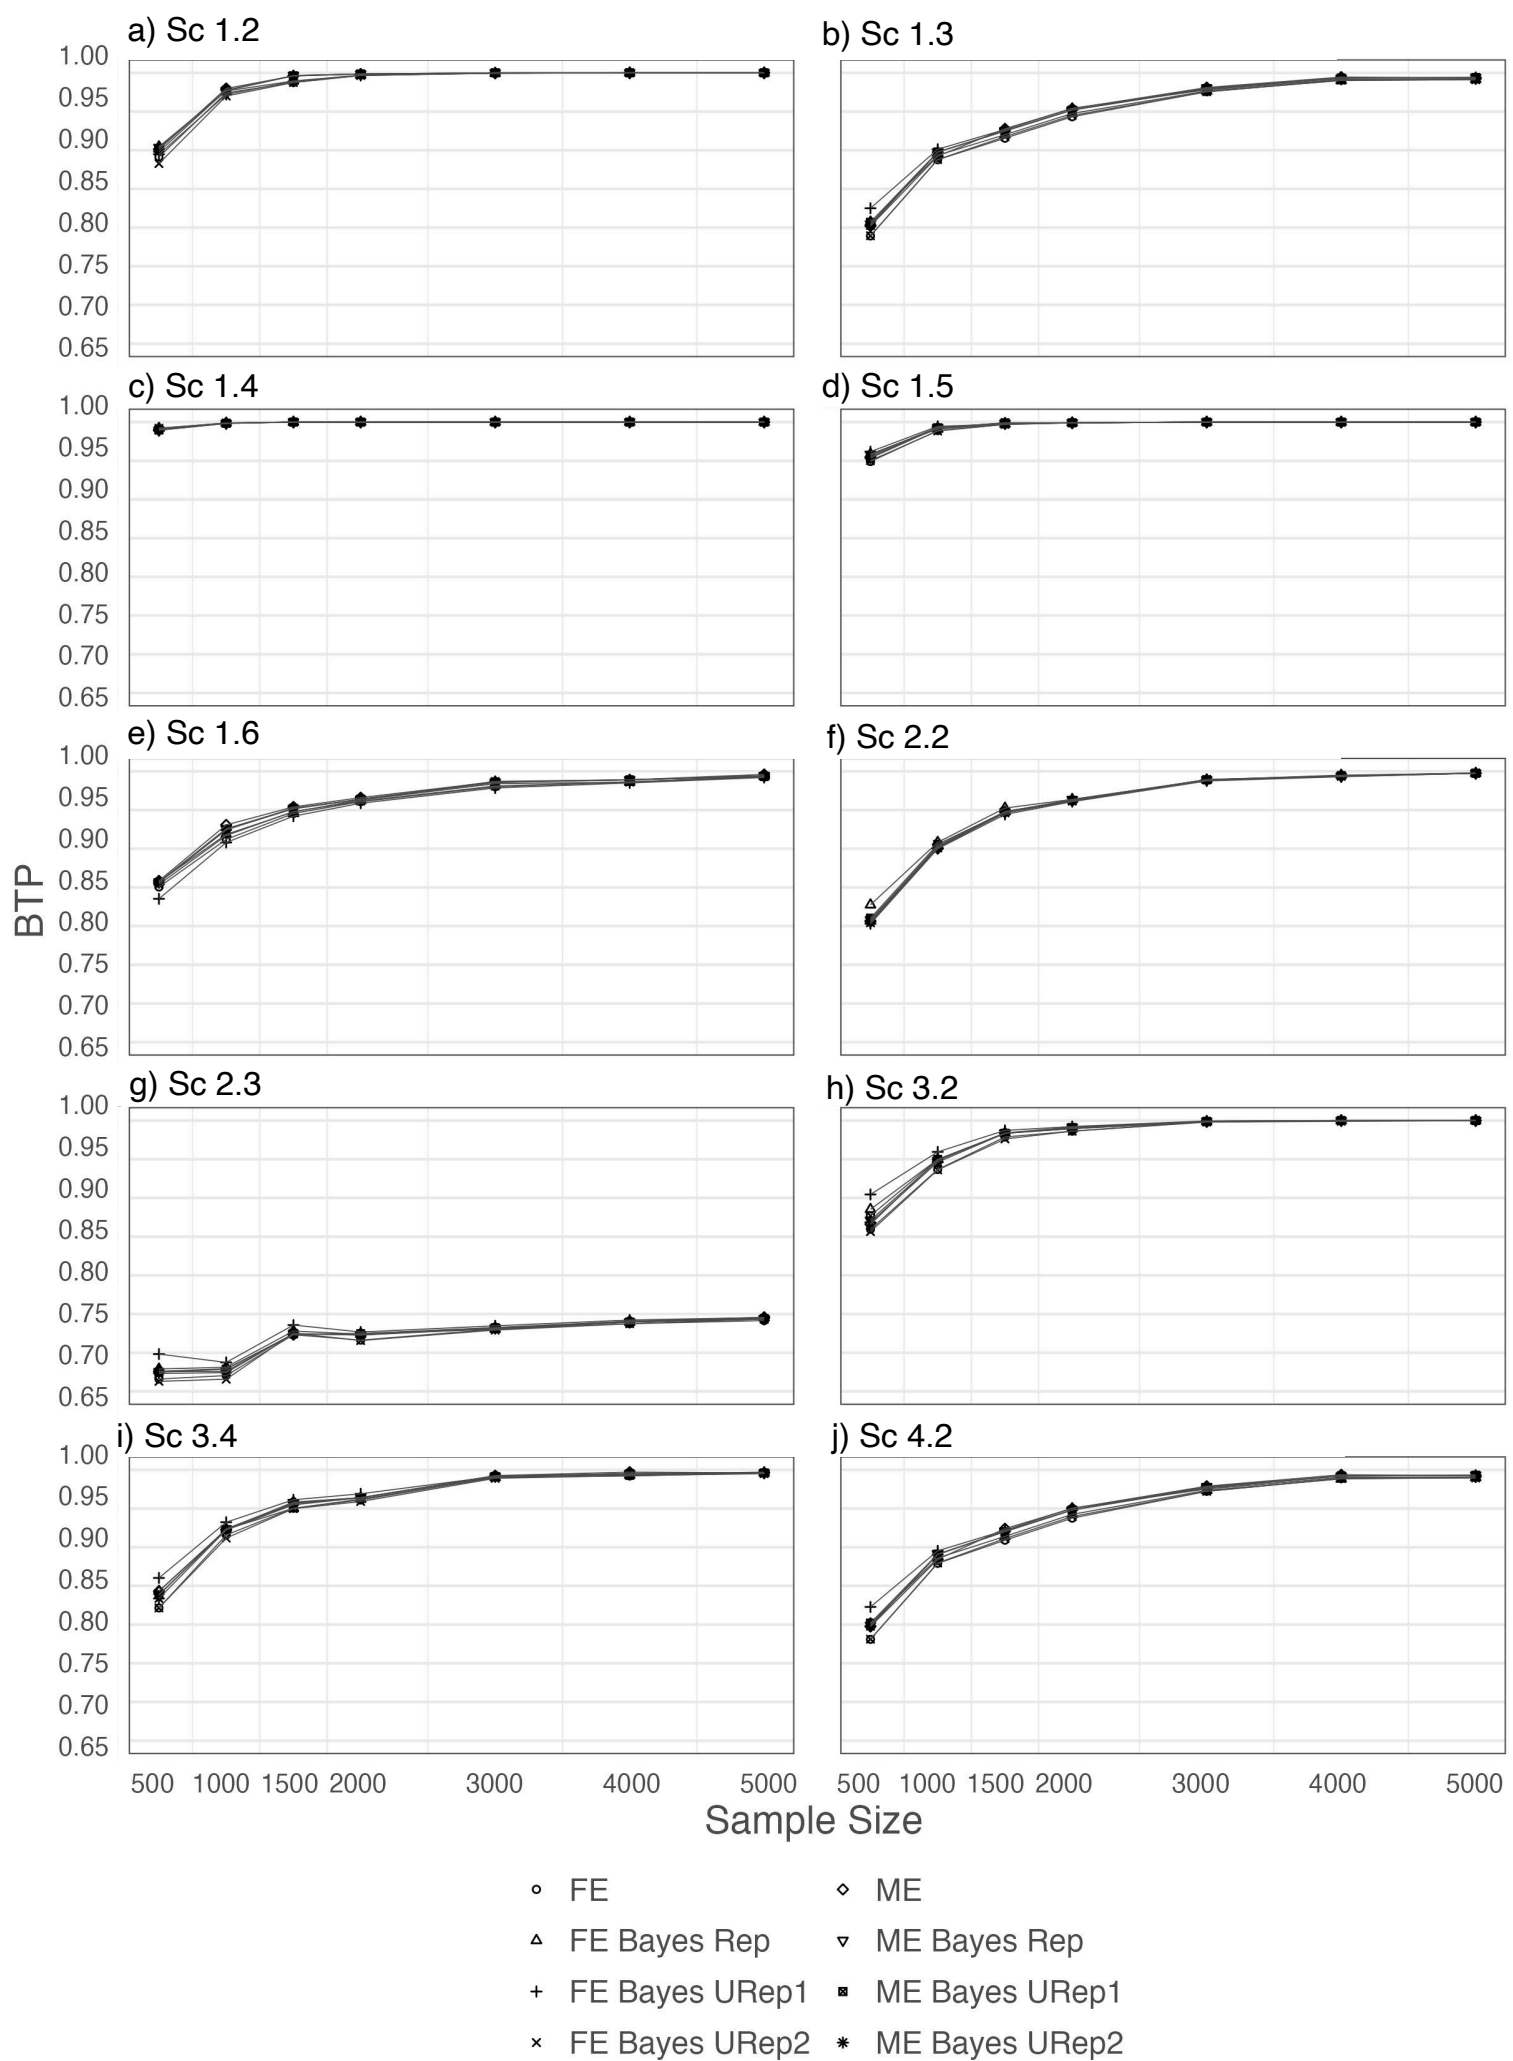 a) Sc 1.2
b) Sc 1.3
1.00
0.95
0.90
0.85
0.80
0.75
0.70
0.65
c) Sc 1.4
d) Sc 1.5
1.00
0.95
0.90
0.85
0.80
0.75
0.70
0.65
e) Sc 1.6
f) Sc 2.2
1.00
0.95
0.90
0.85
0.80
0.75
0.70
0.65
BTP
g) Sc 2.3
h) Sc 3.2
1.00
0.95
0.90
0.85
0.80
0.75
0.70
0.65
i) Sc 3.4
j) Sc 4.2
1.00
0.95
0.90
0.85
0.80
0.75
0.70
0.65
500 1000 1500 2000 3000 4000 5000
500 1000 1500 2000 3000 4000 5000
Sample Size
FE
ME
FE Bayes Rep
ME Bayes Rep
FE Bayes URep1
ME Bayes URep1
FE Bayes URep2
ME Bayes URep2